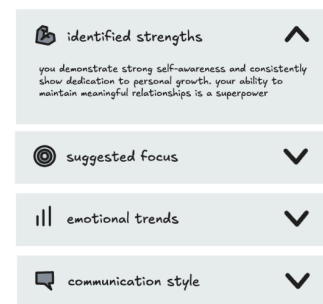 identified strengths
you demonstrate strong self-awareness and consistently
show dedication to personal growth. your ability to
maintain meaningful relationships is a superpower
suggested focus
emotional trends
communication style